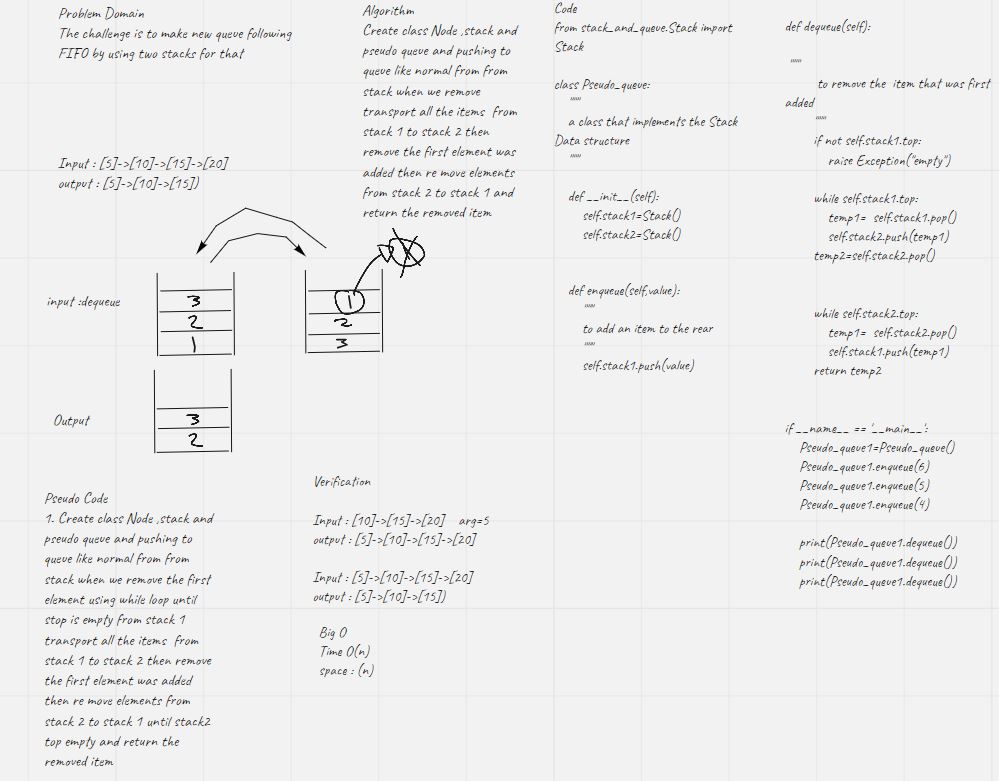 Problem Domain
The challenge is to make new queue following
FIFO by using two stacks for that
Input : [5]->[10]->[15]->[20]
output : [5]->[10]->[15])
input :dequeue
3
2
1
1
2
3
Output
3
2
Pseudo Code
1. Create class Node ,stack and
pseudo queue and pushing to
queue like normal from from
stack when we remove the first
element using while loop until
stop is empty from stack 1
transport all the items from
stack 1 to stack 2 then remove
the first element was added
then re move elements from
stack 2 to stack 1 until stack2
top empty and return the
removed item
Algorithm
Create class Node ,stack and
pseudo queue and pushing to
queue like normal from from
stack when we remove
transport all the items from
stack 1 to stack 2 then
remove the first element was
added then re move elements
from stack 2 to stack 1 and
return the removed item
Verification
Input : [10]->[15]->[20] arg=5
output : [5]->[10]->[15]->[20]
Input : [5]->[10]->[15]->[20]
output : [5]->[10]->[15])
Big O
Time O(n)
space : (n)
Code
from stack_and_queue.Stack import
Stack
class Pseudo_queue:
"""
a class that implements the Stack
Data structure
"""
def __init__(self):
self.stack1=Stack()
self.stack2=Stack()
def enqueue(self,value):
"""
to add an item to the rear
"""
self.stack1.push(value)
def dequeue(self):
"""
to remove the item that was first
added
"""
if not self.stack1.top:
raise Exception("empty")
while self.stack1.top:
temp1= self.stack1.pop()
self.stack2.push(temp1)
temp2=self.stack2.pop()
while self.stack2.top:
temp1= self.stack2.pop()
self.stack1.push(temp1)
return temp2
if __name__ == '__main__':
Pseudo_queue1=Pseudo_queue()
Pseudo_queue1.enqueue(6)
Pseudo_queue1.enqueue(5)
Pseudo_queue1.enqueue(4)
print(Pseudo_queue1.dequeue())
print(Pseudo_queue1.dequeue())
print(Pseudo_queue1.dequeue())